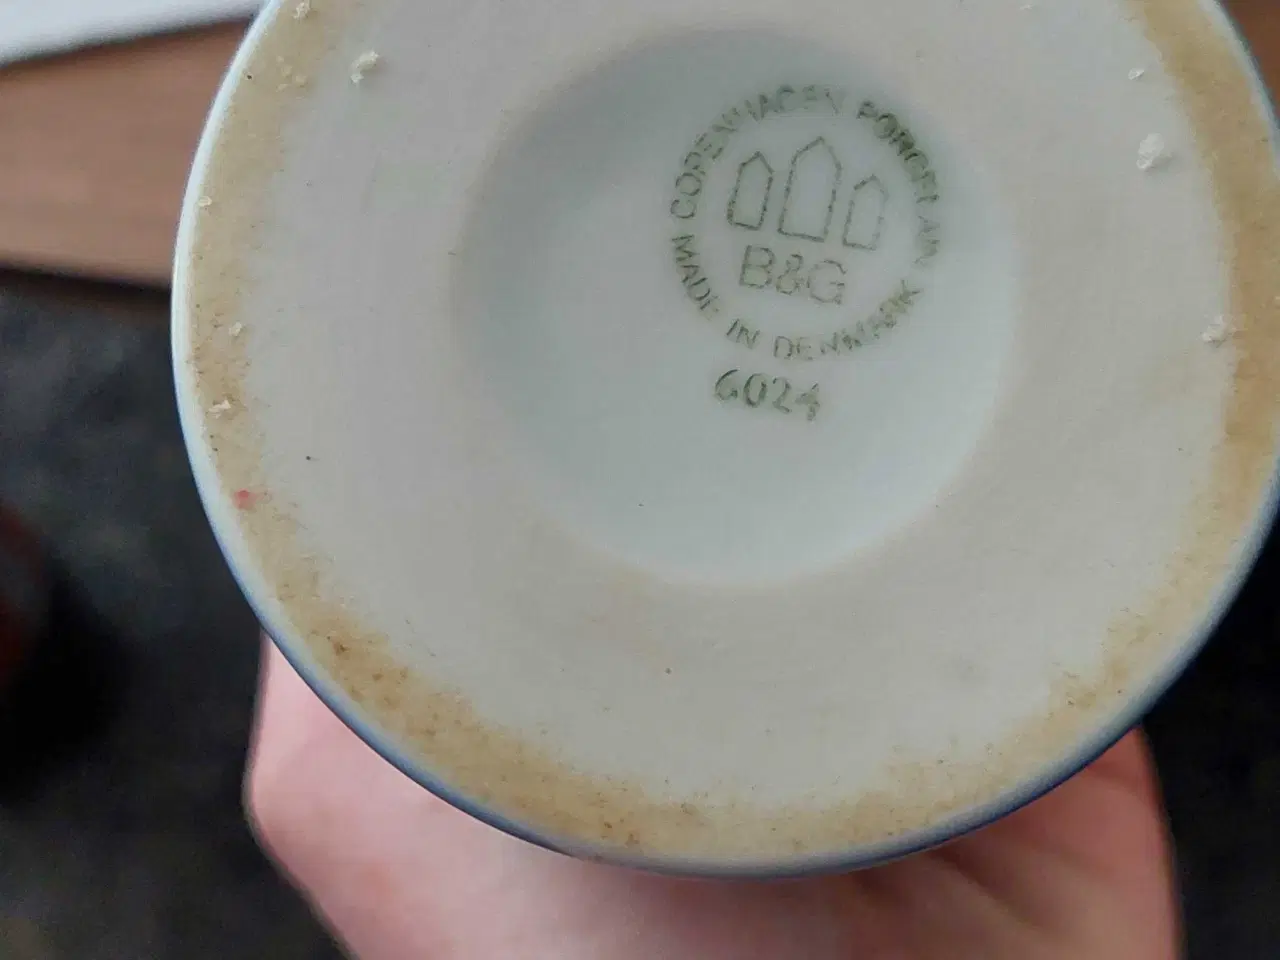 COPENHAGEN PORCELAIN
B&G
MADE IN DENMARK
6024